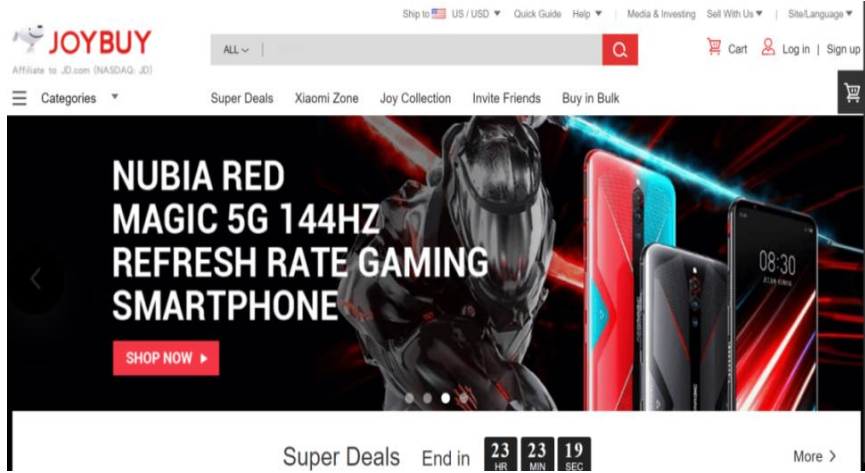 Ship to US / USD Quick Guide Help Media & Investing Sell With Us Site/Language
JOYBUY
Affiliate to JD.com (NASDAQ: JD)
ALL
Cart Log in | Sign up
Categories Super Deals Xiaomi Zone Joy Collection Invite Friends Buy in Bulk
NUBIA RED
MAGIC 5G 144HZ
REFRESH RATE GAMING
SMARTPHONE
08:30
SHOP NOW
Super Deals End in 23 HR 23 MIN 19 SEC More >